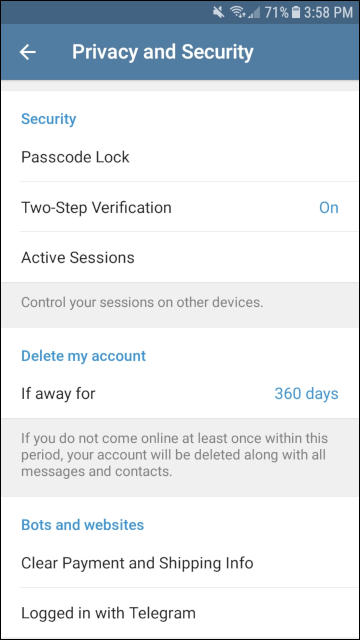 71% 3:58 PM
Privacy and Security
Security
Passcode Lock
Two-Step Verification On
Active Sessions
Control your sessions on other devices.
Delete my account
If away for 360 days
If you do not come online at least once within this
period, your account will be deleted along with all
messages and contacts.
Bots and websites
Clear Payment and Shipping Info
Logged in with Telegram